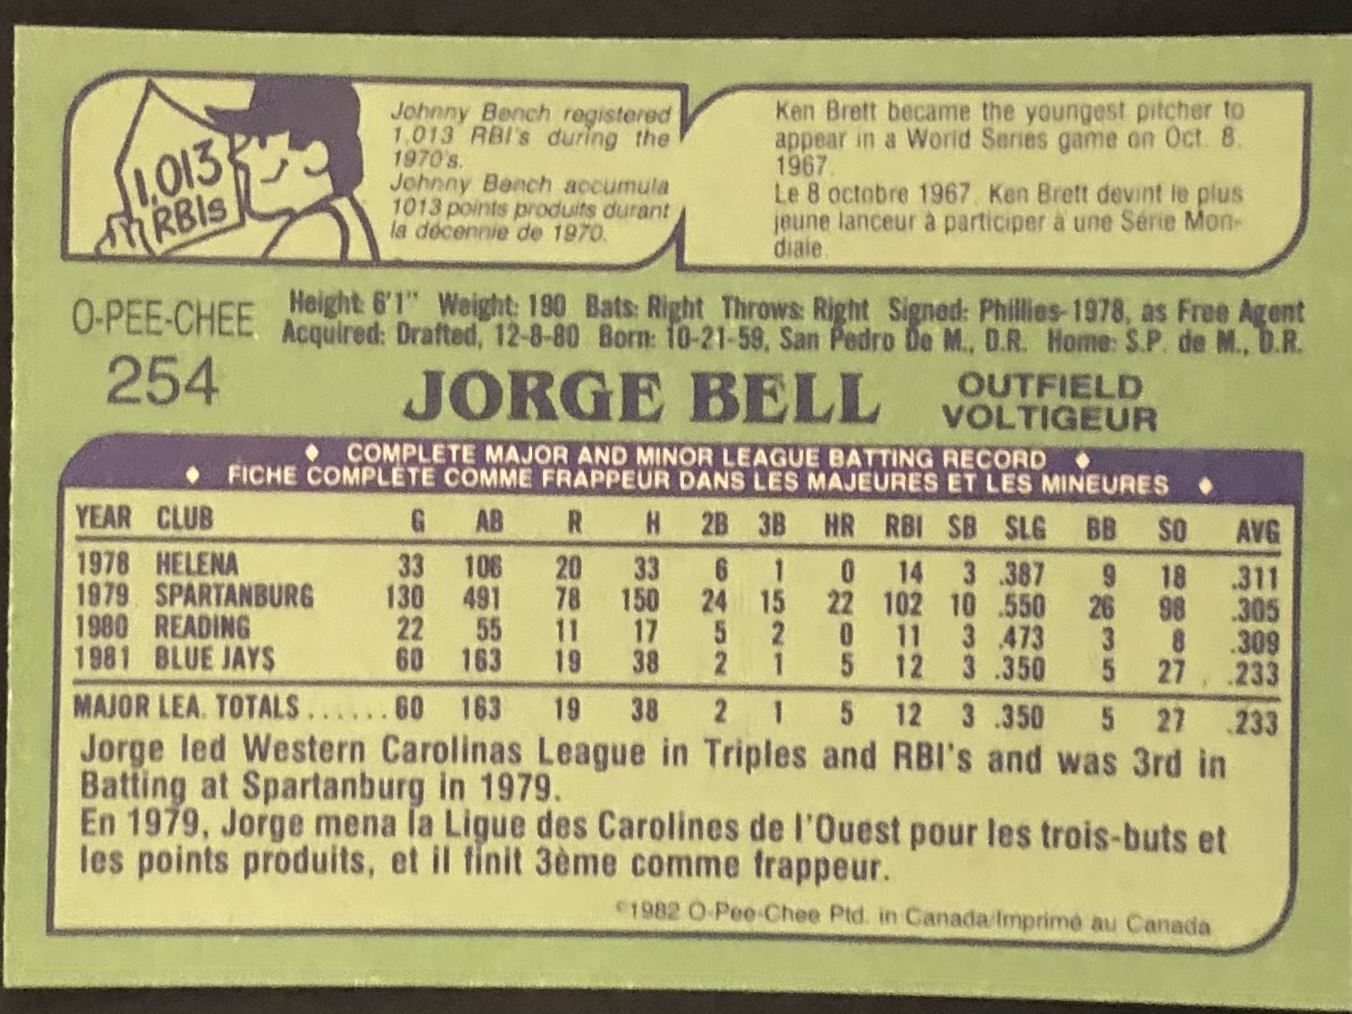 1,013
RBIs
Johnny Bench registered
1,013 RBI's during the
1970's.
Johnny Bench accumula
1013 points produits durant
la décennie de 1970.
Ken Brett became the youngest pitcher to
appear in a World Series game on Oct. 8,
1967.
Le 8 octobre 1967, Ken Brett devint le plus
jeune lanceur à participer à une Série Mon-
diale.
O-PEE-CHEE
254
Height: 6'1" Weight: 190 Bats: Right Throws: Right Signed: Phillies-1978, as Free Agent
Acquired: Drafted, 12-8-80 Born: 10-21-59, San Pedro De M., D.R. Home: S.P. de M., D.R.
JORGE BELL
OUTFIELD
VOLTIGEUR
♦ COMPLETE MAJOR AND MINOR LEAGUE BATTING RECORD ♦
♦ FICHE COMPLÈTE COMME FRAPPEUR DANS LES MAJEURES ET LES MINEURES ♦
YEAR CLUB G AB R H 2B 3B HR RBI SB SLG BB SO AVG
1978 HELENA 33 106 20 33 6 1 0 14 3 .387 9 18 .311
1979 SPARTANBURG 130 491 78 150 24 15 22 102 10 .550 26 98 .305
1980 READING 22 55 11 17 5 2 0 11 3 .473 3 8 .309
1981 BLUE JAYS 60 163 19 38 2 1 5 12 3 .350 5 27 .233
MAJOR LEA. TOTALS ...... 60 163 19 38 2 1 5 12 3 .350 5 27 .233
Jorge led Western Carolinas League in Triples and RBI's and was 3rd in
Batting at Spartanburg in 1979.
En 1979, Jorge mena la Ligue des Carolines de l'Ouest pour les trois-buts et
les points produits, et il finit 3ème comme frappeur.
©1982 O-Pee-Chee Ptd. in Canada/Imprimé au Canada